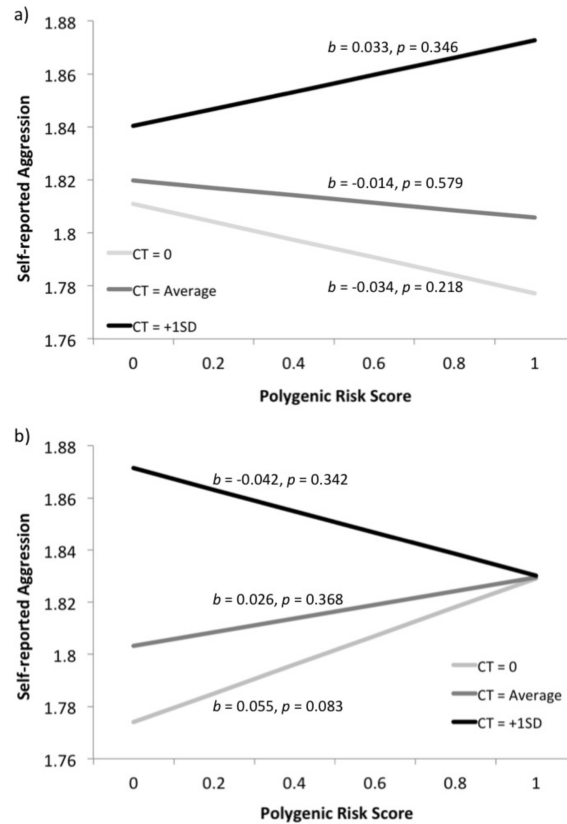 a)
1.88
1.86
1.84
1.82
1.8
1.78
1.76
Self-reported Aggression
b = 0.033, p = 0.346
b = -0.014, p = 0.579
b = -0.034, p = 0.218
CT = 0
CT = Average
CT = +1SD
0 0.2 0.4 0.6 0.8 1
Polygenic Risk Score
b)
1.88
1.86
1.84
1.82
1.8
1.78
1.76
Self-reported Aggression
b = -0.042, p = 0.342
b = 0.026, p = 0.368
b = 0.055, p = 0.083
CT = 0
CT = Average
CT = +1SD
0 0.2 0.4 0.6 0.8 1
Polygenic Risk Score